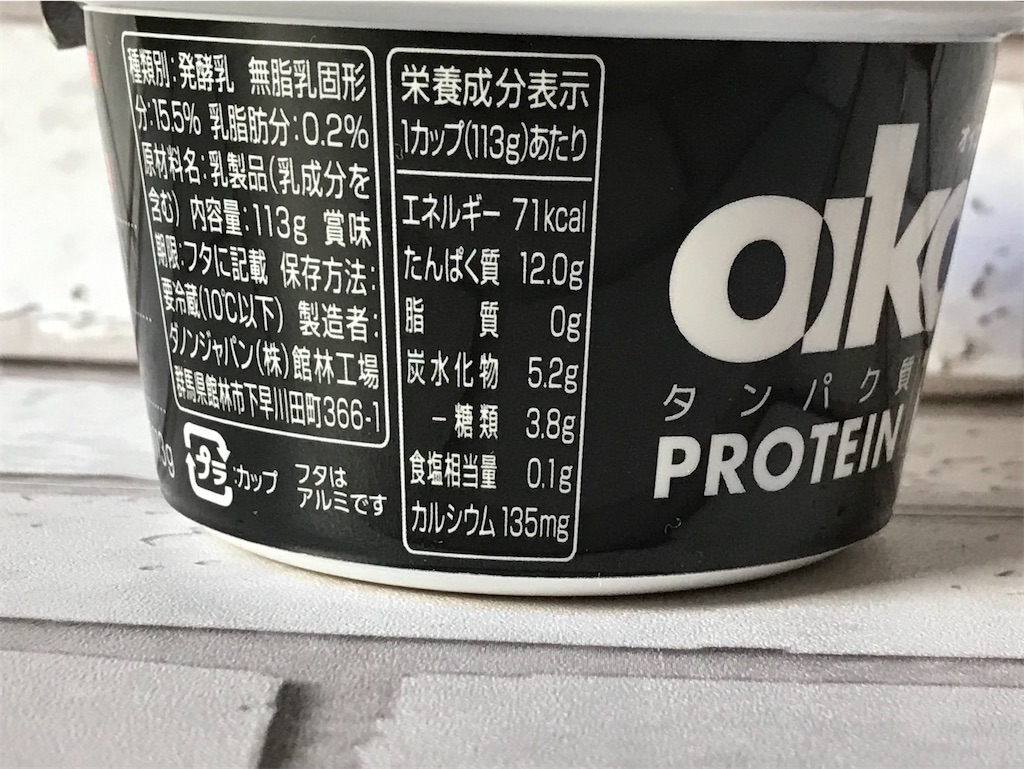 種類別:発酵乳 無脂乳固形
分:15.5% 乳脂肪分:0.2%
原材料名:乳製品(乳成分を
含む) 内容量:113g 賞味
期限:フタに記載 保存方法:
要冷蔵(10℃以下) 製造者:
ダノンジャパン(株)館林工場
群馬県館林市下早川田町366-1
プラ
:カップ
フタは
アルミです
栄養成分表示
1カップ(113g)あたり
エネルギー 71kcal
たんぱく質 12.0g
脂質 0g
炭水化物 5.2g
－糖類 3.8g
食塩相当量 0.1g
カルシウム 135mg
oiko
タンパク質
PROTEIN